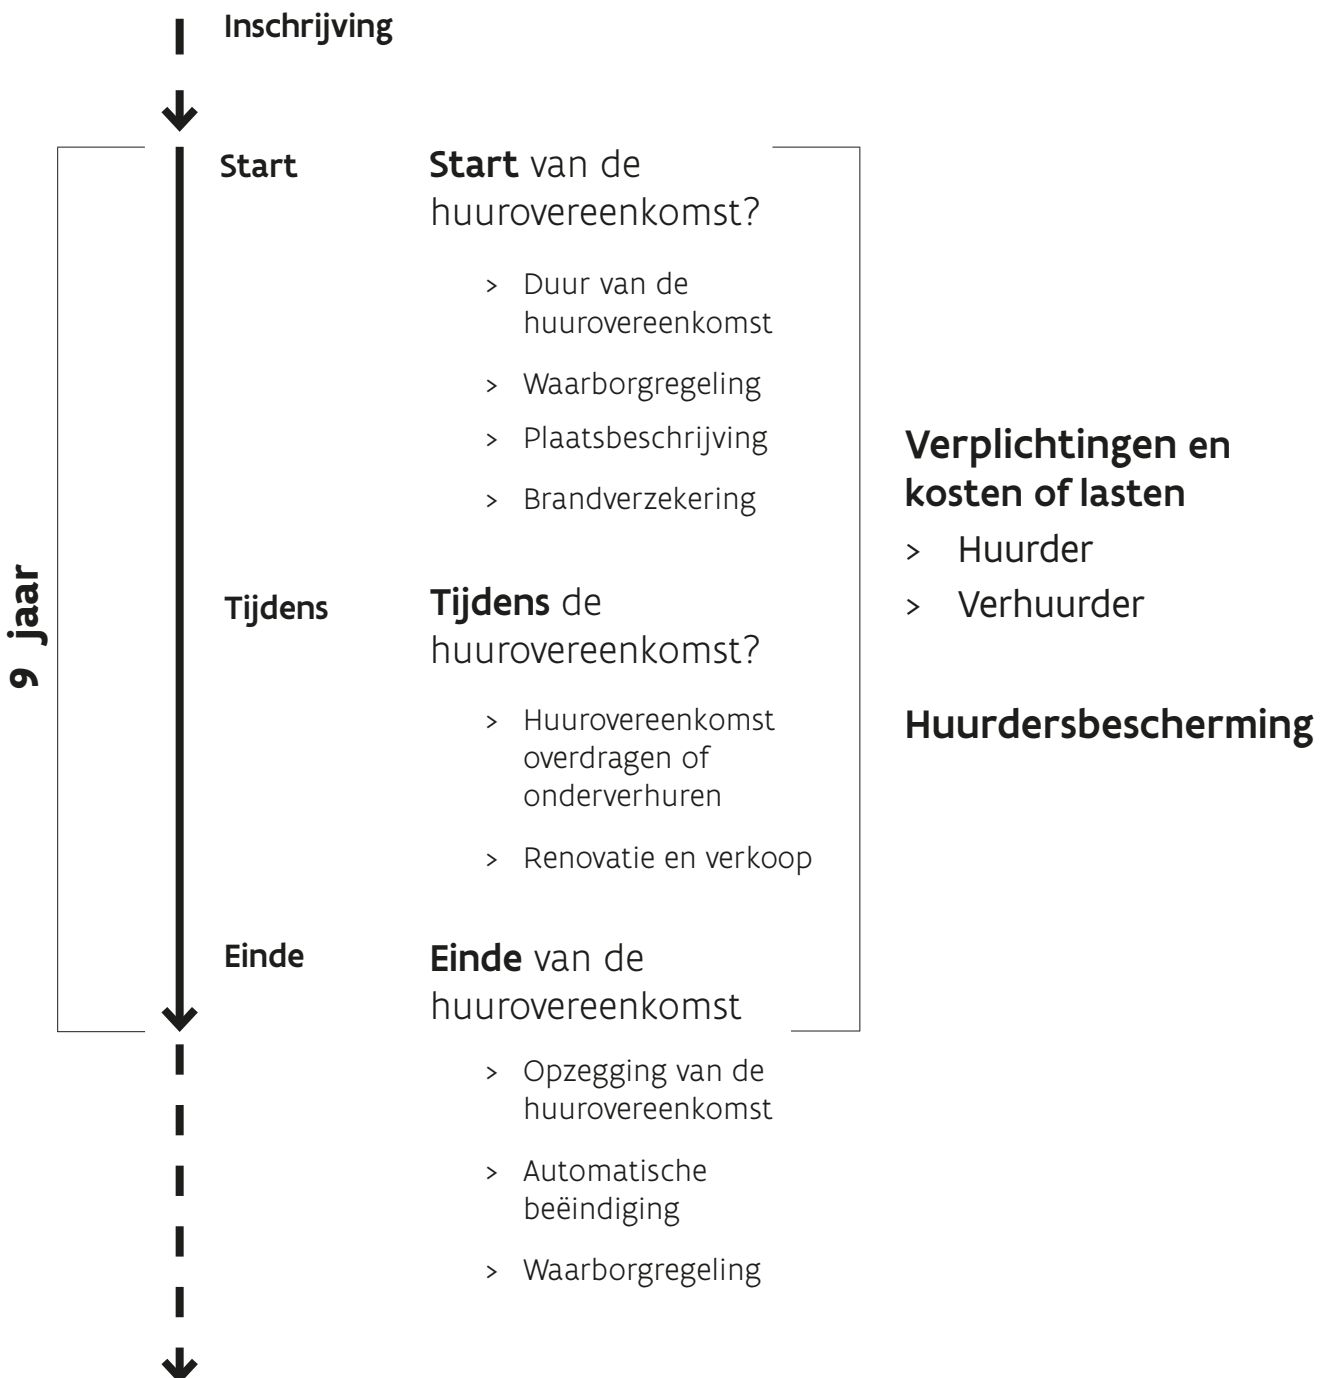 Inschrijving
9 jaar
Start
Start van de
huurovereenkomst?
> Duur van de
huurovereenkomst
> Waarborgregeling
> Plaatsbeschrijving
> Brandverzekering
Tijdens
Tijdens de
huurovereenkomst?
> Huurovereenkomst
overdragen of
onderverhuren
> Renovatie en verkoop
Einde
Einde van de
huurovereenkomst
> Opzegging van de
huurovereenkomst
> Automatische
beëindiging
> Waarborgregeling
Verplichtingen en
kosten of lasten
> Huurder
> Verhuurder
Huurdersbescherming